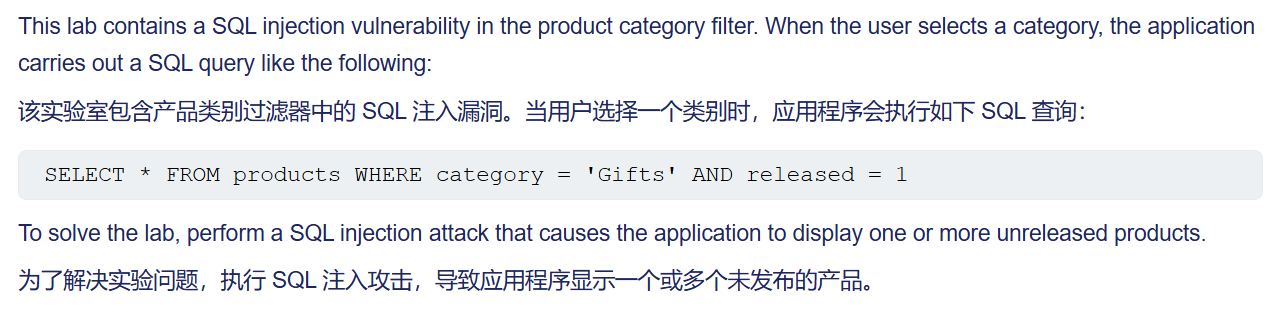 This lab contains a SQL injection vulnerability in the product category filter. When the user selects a category, the application
carries out a SQL query like the following:
该实验室包含产品类别过滤器中的 SQL 注入漏洞。当用户选择一个类别时，应用程序会执行如下 SQL 查询：
SELECT * FROM products WHERE category = 'Gifts' AND released = 1
To solve the lab, perform a SQL injection attack that causes the application to display one or more unreleased products.
为了解决实验问题，执行 SQL 注入攻击，导致应用程序显示一个或多个未发布的产品。